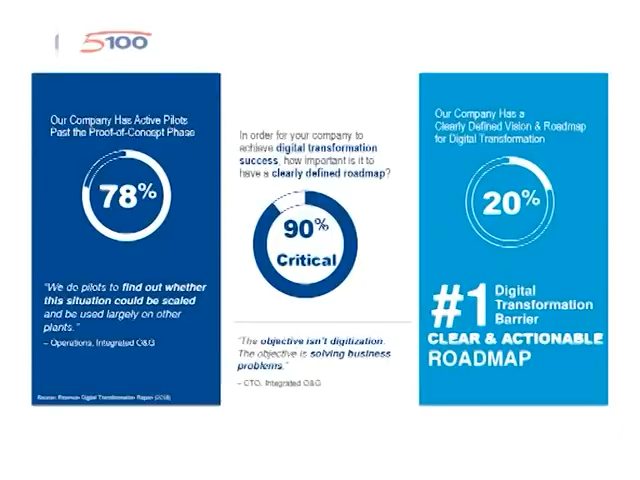 5100
Our Company Has Active Pilots
Past the Proof-of-Concept Phase
78%
"We do pilots to find out whether
this situation could be scaled
and be used largely on other
plants."
– Operations, Integrated O&G
Digital Transformation
In order for your company to
achieve digital transformation
success, how important is it to
have a clearly defined roadmap?
90%
Critical
"The objective isn't digitization.
The objective is solving business
problems."
– CTO, Integrated O&G
Our Company Has a
Clearly Defined Vision & Roadmap
for Digital Transformation
20%
#1 Digital
Transformation
Barrier
CLEAR & ACTIONABLE
ROADMAP